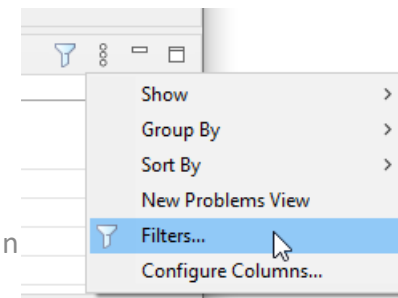 Show
Group By
Sort By
New Problems View
n
Filters...
Configure Columns...